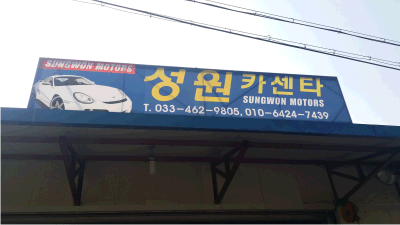 SUNGWON MOTORS
성원 카센타
SUNGWON MOTORS
T. 033-462-9805, 010-6424-7439